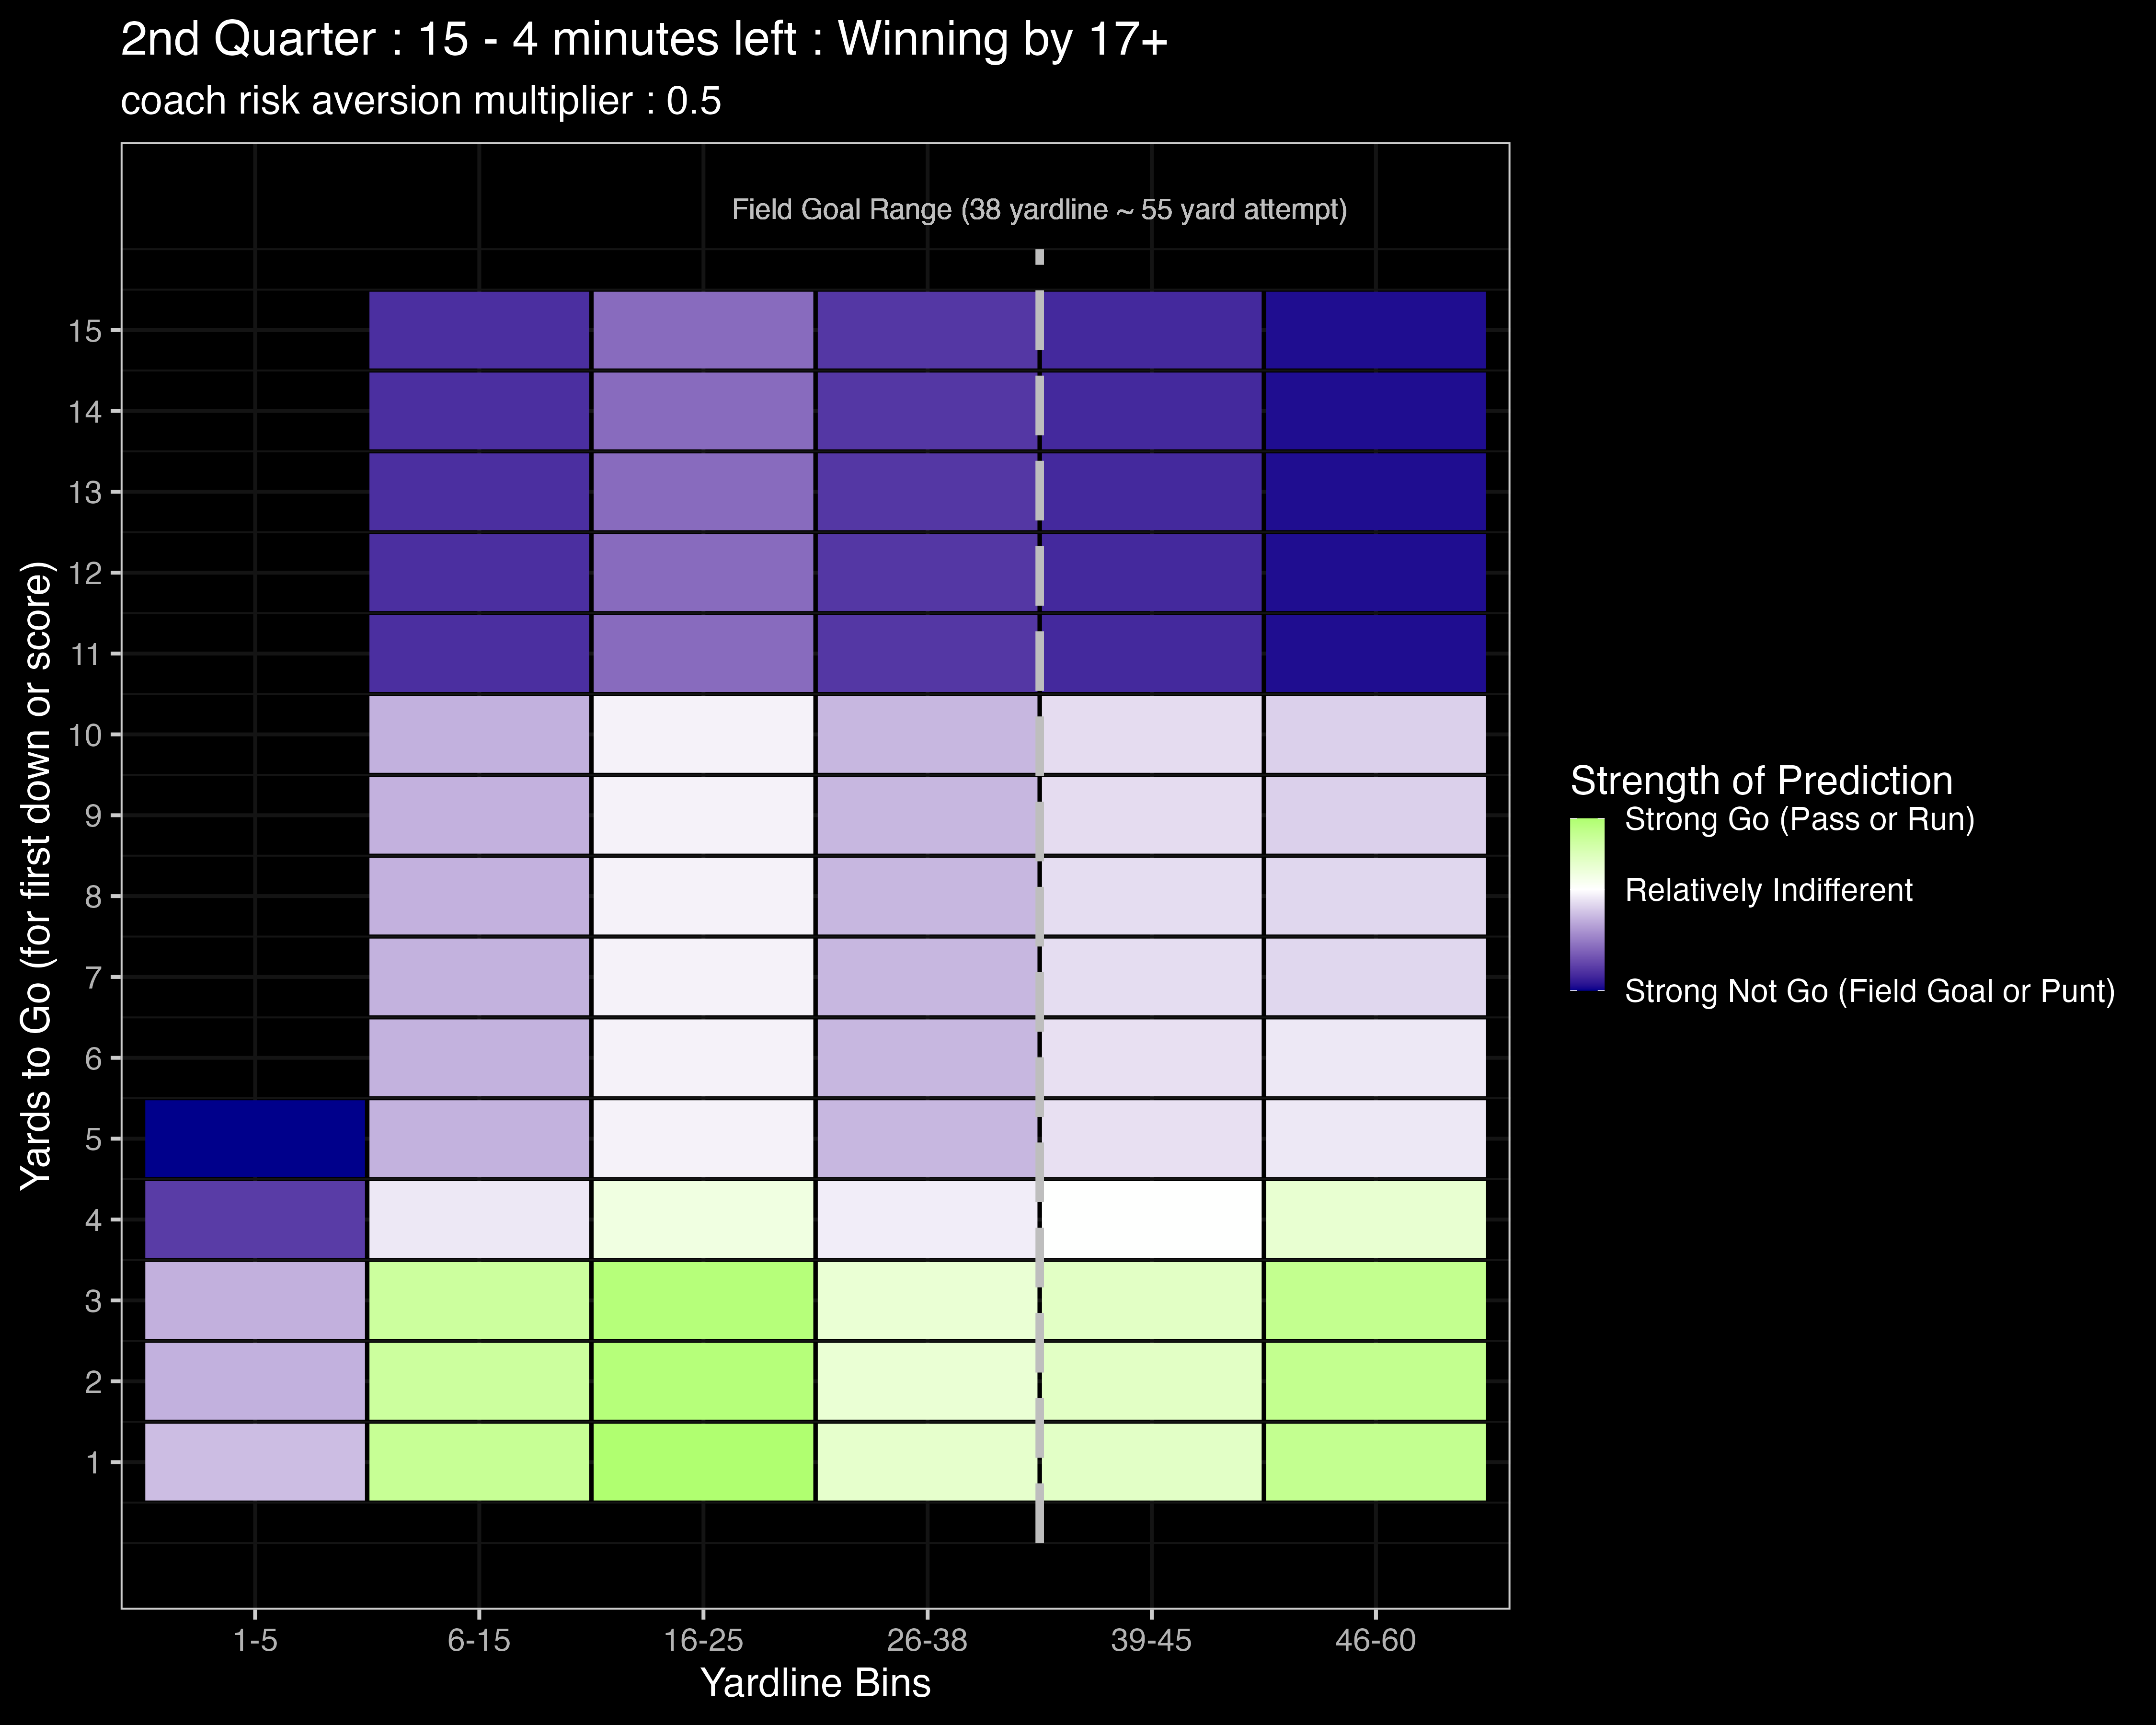 2nd Quarter : 15 - 4 minutes left : Winning by 17+
coach risk aversion multiplier : 0.5
Field Goal Range (38 yardline ~ 55 yard attempt)
Yards to Go (for first down or score)
15
14
13
12
11
10
9
8
7
6
5
4
3
2
1
1-5
6-15
16-25
26-38
39-45
46-60
Yardline Bins
Strength of Prediction
Strong Go (Pass or Run)
Relatively Indifferent
Strong Not Go (Field Goal or Punt)